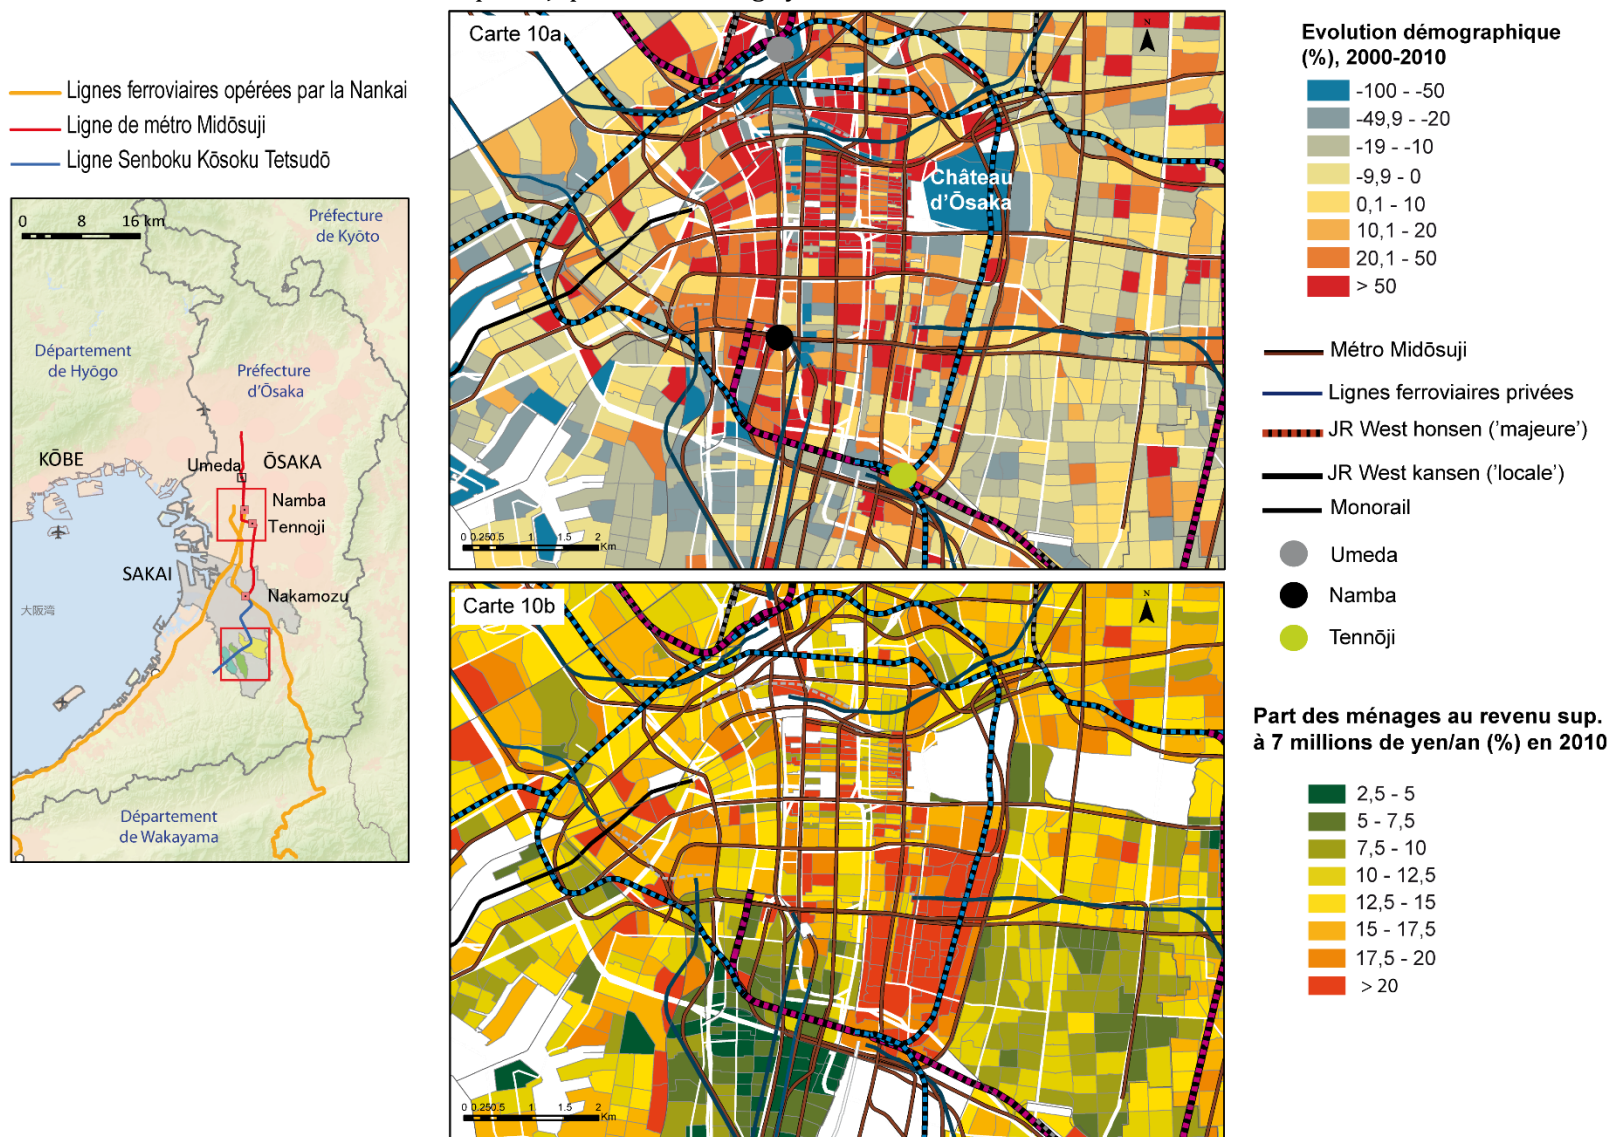 Lignes ferroviaires opérées par la Nankai
Ligne de métro Midōsuji
Ligne Senboku Kōsoku Tetsudō
0 8 16 km
Préfecture
de Kyōto
Département
de Hyōgo
Préfecture
d'Ōsaka
KŌBE
Umeda
ŌSAKA
Namba
Tennoji
SAKAI
Nakamozu
大阪湾
Département
de Wakayama
Carte 10a
N
Château
d'Ōsaka
0 0.250.5 1 1.5 2
Km
Carte 10b
N
0 0.250.5 1 1.5 2
Km
Evolution démographique
(%), 2000-2010
-100 - -50
-49,9 - -20
-19 - -10
-9,9 - 0
0,1 - 10
10,1 - 20
20,1 - 50
> 50
Métro Midōsuji
Lignes ferroviaires privées
JR West honsen ('majeure')
JR West kansen ('locale')
Monorail
Umeda
Namba
Tennōji
Part des ménages au revenu sup.
à 7 millions de yen/an (%) en 2010
2,5 - 5
5 - 7,5
7,5 - 10
10 - 12,5
12,5 - 15
15 - 17,5
17,5 - 20
> 20